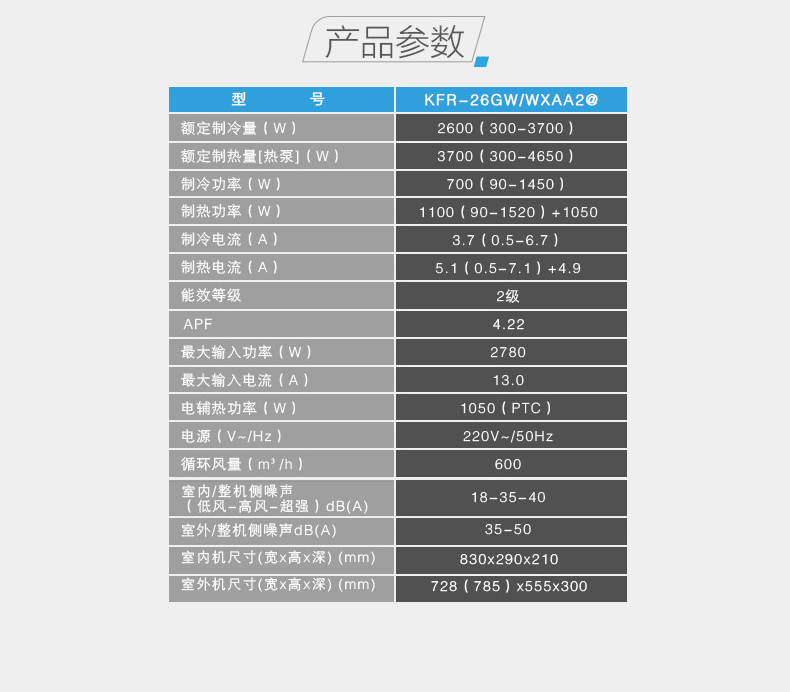 产品参数
型 号 KFR-26GW/WXAA2@
额定制冷量(W) 2600(300-3700)
额定制热量[热泵](W) 3700(300-4650)
制冷功率(W) 700(90-1450)
制热功率(W) 1100(90-1520)+1050
制冷电流(A) 3.7(0.5-6.7)
制热电流(A) 5.1(0.5-7.1)+4.9
能效等级 2级
APF 4.22
最大输入功率(W) 2780
最大输入电流(A) 13.0
电辅热功率(W) 1050(PTC)
电源(V~/Hz) 220V~/50Hz
循环风量(m³/h) 600
室内/整机侧噪声
(低风-高风-超强)dB(A) 18-35-40
室外/整机侧噪声dB(A) 35-50
室内机尺寸(宽x高x深) (mm) 830x290x210
室外机尺寸(宽x高x深) (mm) 728(785)x555x300